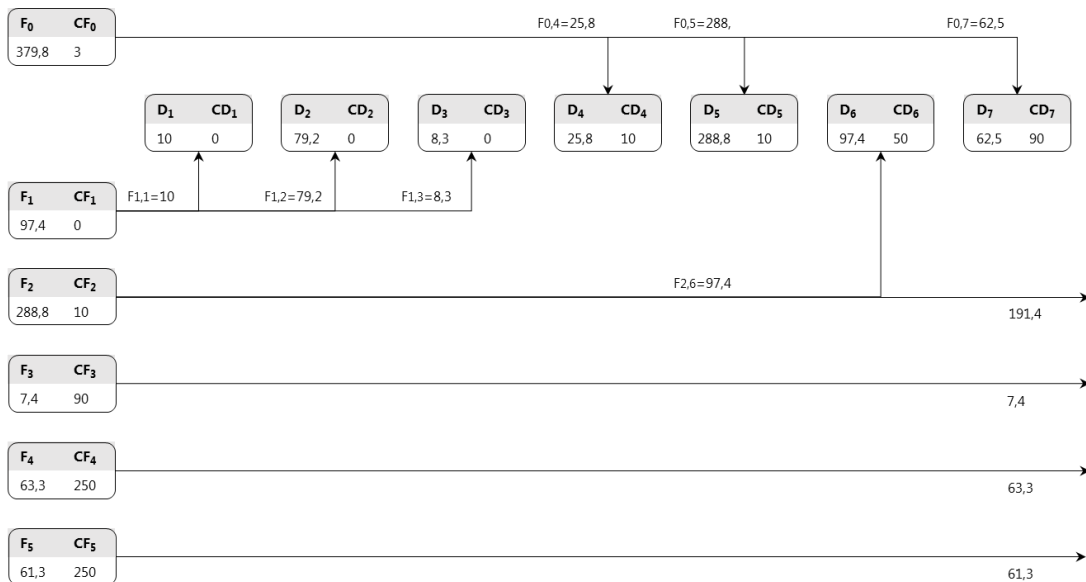 F0,4=25,8 F0,5=288, F0,7=62,5
F₀ CF₀
379,8 3
D₁ CD₁ D₂ CD₂ D₃ CD₃ D₄ CD₄ D₅ CD₅ D₆ CD₆ D₇ CD₇
10 0 79,2 0 8,3 0 25,8 10 288,8 10 97,4 50 62,5 90
F₁ CF₁
F1,1=10 F1,2=79,2 F1,3=8,3
97,4 0
F₂ CF₂
F2,6=97,4
288,8 10
191,4
F₃ CF₃
7,4 90
7,4
F₄ CF₄
63,3 250
63,3
F₅ CF₅
61,3 250
61,3